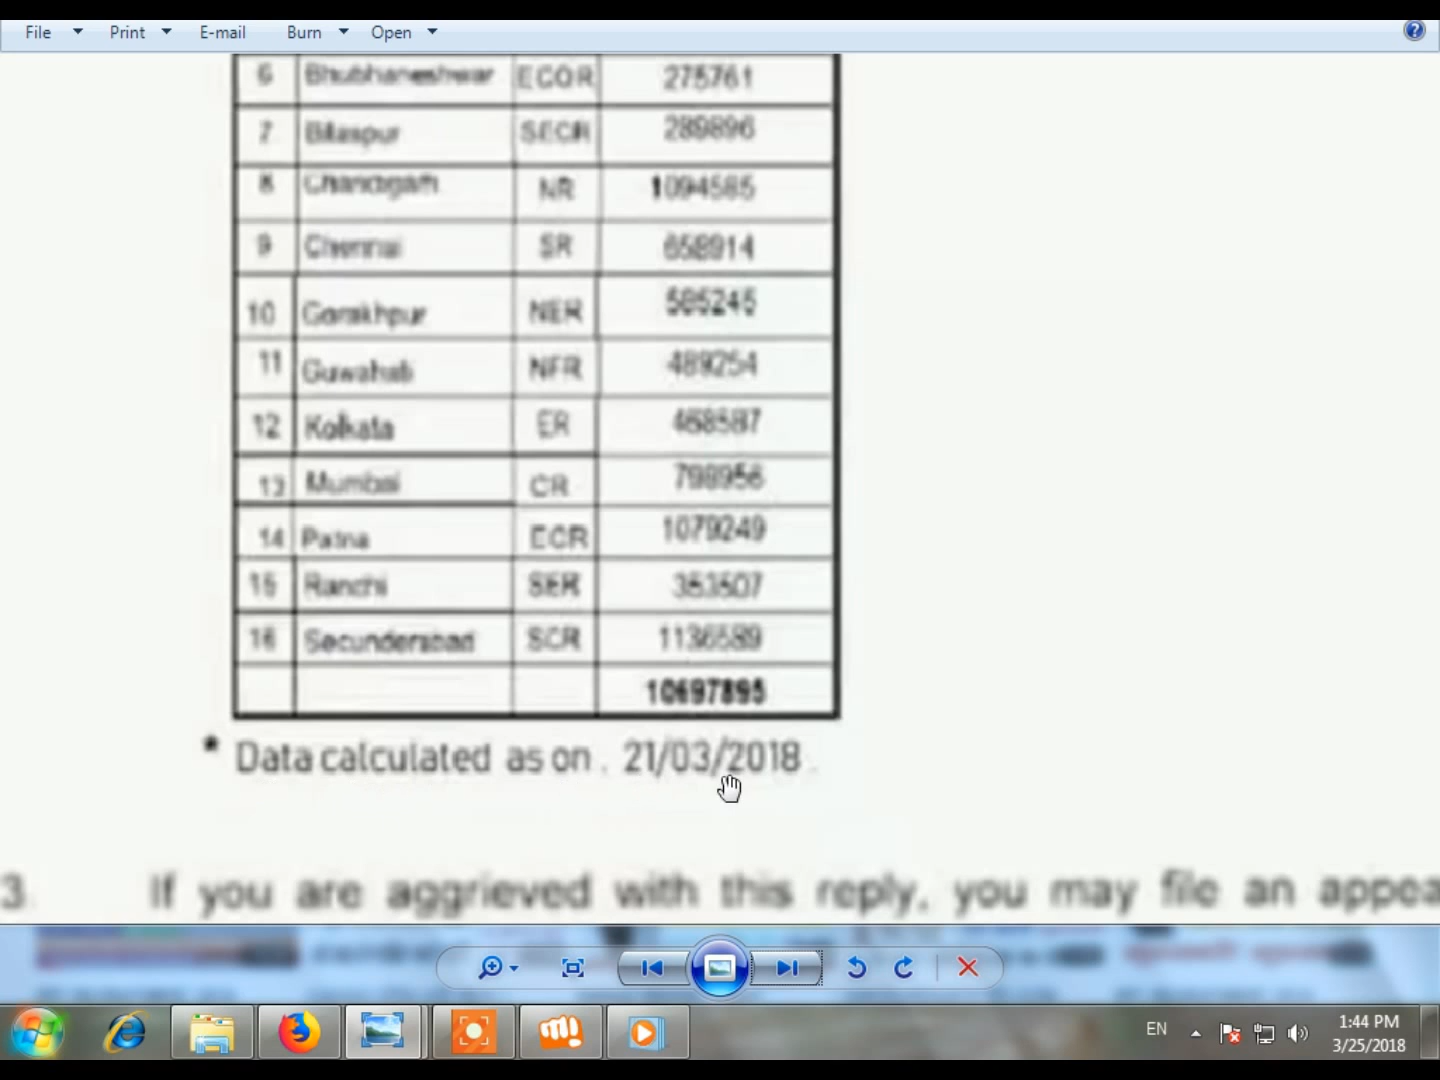 File Print E-mail Burn Open
6 Bhubhaneshwar ECOR 275761
7 Bilaspur SECR 289896
8 Chandigarh NR 1094585
9 Chennai SR 658914
10 Gorakhpur NER 585245
11 Guwahati NFR 489254
12 Kolkata ER 468587
13 Mumbai CR 798956
14 Patna ECR 1079249
15 Ranchi SER 353507
16 Secunderabad SCR 1136589
10697895
* Data calculated as on . 21/03/2018 .
3. If you are aggrieved with this reply, you may file an appea
EN 1:44 PM
3/25/2018